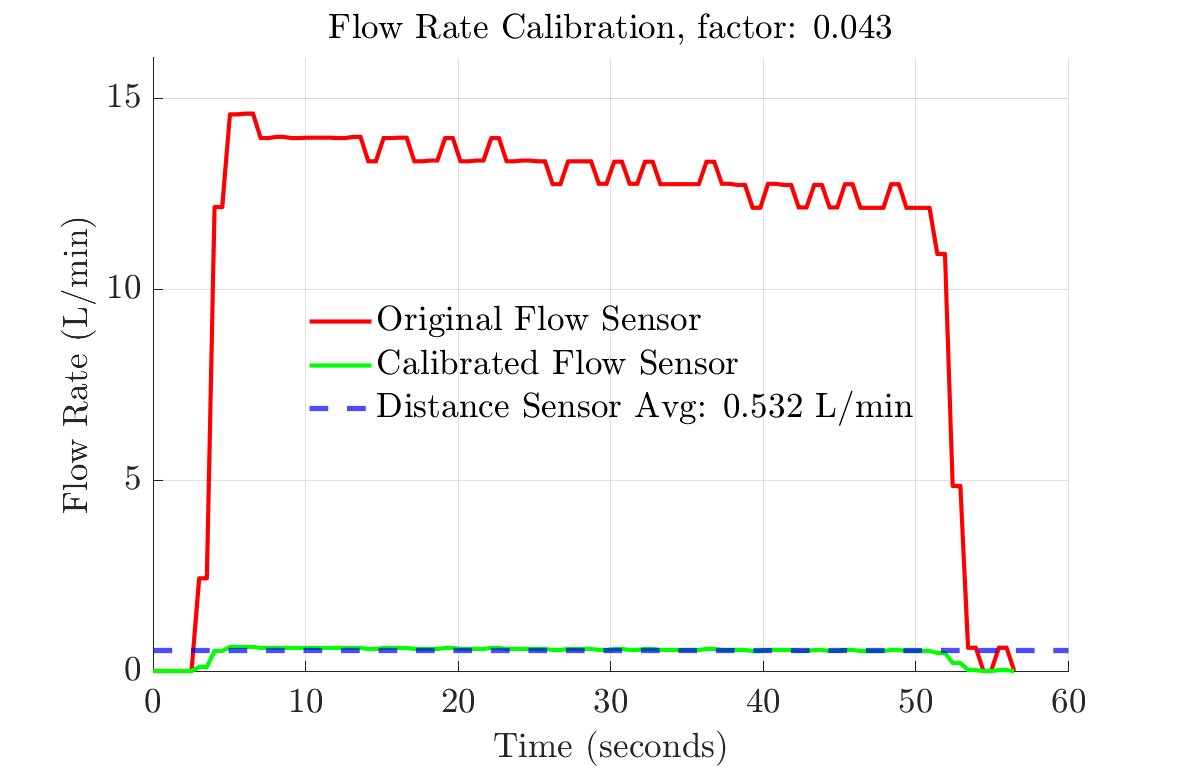 Flow Rate Calibration, factor: 0.043
Flow Rate (L/min)
15
10
5
0
Original Flow Sensor
Calibrated Flow Sensor
Distance Sensor Avg: 0.532 L/min
0 10 20 30 40 50 60
Time (seconds)